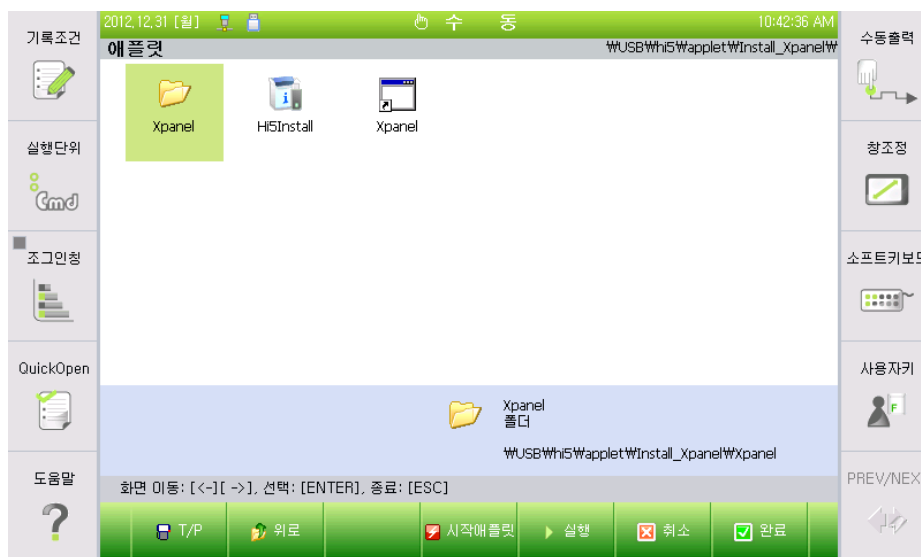 기록조건
실행단위
Cmd
조그인칭
QuickOpen
도움말
?
2012,12,31 [월] 수 동 10:42:36 AM
애플릿 ₩USB₩hi5₩applet₩Install_Xpanel₩
Xpanel Hi5Install Xpanel
Xpanel
폴더
₩USB₩hi5₩applet₩Install_Xpanel₩Xpanel
화면 이동: [<-][ ->], 선택: [ENTER], 종료: [ESC]
T/P 위로 시작애플릿 실행 취소 완료
수동출력
창조정
소프트키보드
사용자키
F
PREV/NEX